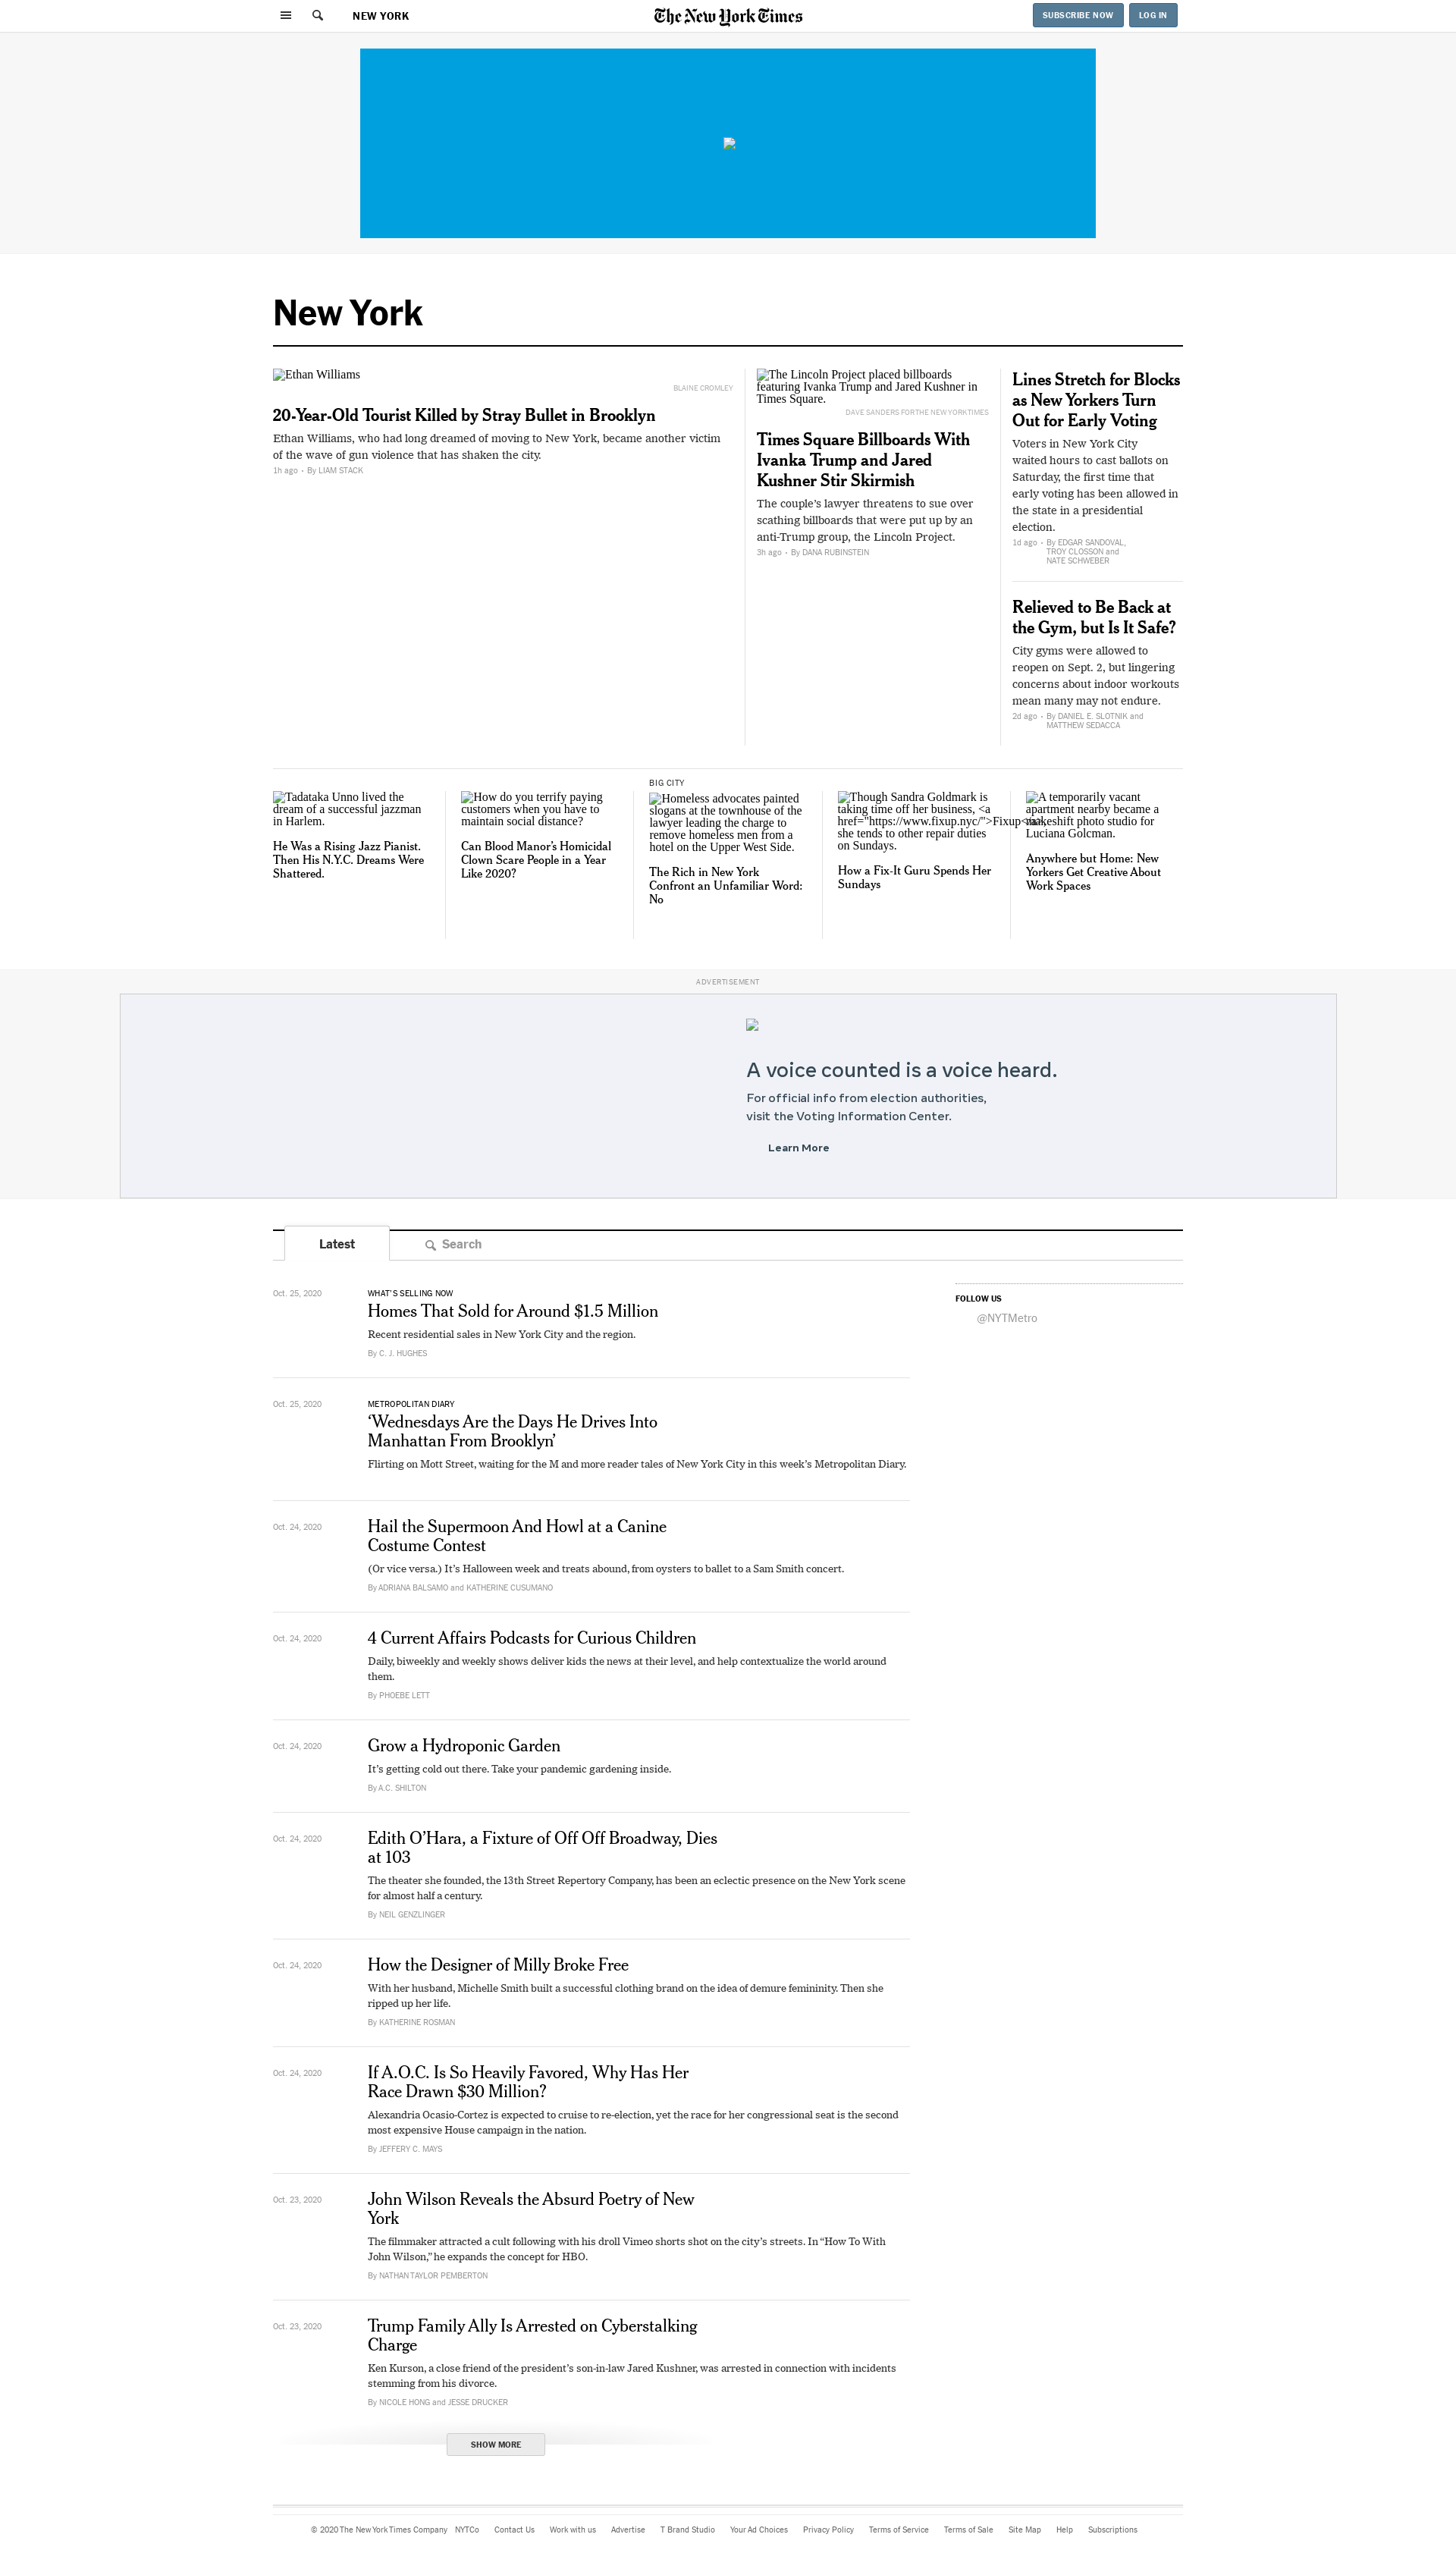 NEW YORK
The New York Times
SUBSCRIBE NOW
LOG IN
New York
Ethan Williams
BLAINE CROMLEY
20-Year-Old Tourist Killed by Stray Bullet in Brooklyn
Ethan Williams, who had long dreamed of moving to New York, became another victim
of the wave of gun violence that has shaken the city.
1h ago • By LIAM STACK
The Lincoln Project placed billboards
featuring Ivanka Trump and Jared Kushner in
Times Square.
DAVE SANDERS FOR THE NEW YORK TIMES
Times Square Billboards With
Ivanka Trump and Jared
Kushner Stir Skirmish
The couple’s lawyer threatens to sue over
scathing billboards that were put up by an
anti-Trump group, the Lincoln Project.
3h ago • By DANA RUBINSTEIN
Lines Stretch for Blocks
as New Yorkers Turn
Out for Early Voting
Voters in New York City
waited hours to cast ballots on
Saturday, the first time that
early voting has been allowed in
the state in a presidential
election.
1d ago • By EDGAR SANDOVAL,
TROY CLOSSON and
NATE SCHWEBER
Relieved to Be Back at
the Gym, but Is It Safe?
City gyms were allowed to
reopen on Sept. 2, but lingering
concerns about indoor workouts
mean many may not endure.
2d ago • By DANIEL E. SLOTNIK and
MATTHEW SEDACCA
Tadataka Unno lived the
dream of a successful jazzman
in Harlem.
He Was a Rising Jazz Pianist.
Then His N.Y.C. Dreams Were
Shattered.
How do you terrify paying
customers when you have to
maintain social distance?
Can Blood Manor’s Homicidal
Clown Scare People in a Year
Like 2020?
BIG CITY
Homeless advocates painted
slogans at the townhouse of the
lawyer leading the charge to
remove homeless men from a
hotel on the Upper West Side.
The Rich in New York
Confront an Unfamiliar Word:
No
Though Sandra Goldmark is
taking time off her business, <a
href="https://www.fixup.nyc/">Fixup</a>,
she tends to other repair duties
on Sundays.
How a Fix-It Guru Spends Her
Sundays
A temporarily vacant
apartment nearby became a
makeshift photo studio for
Luciana Golcman.
Anywhere but Home: New
Yorkers Get Creative About
Work Spaces
ADVERTISEMENT
A voice counted is a voice heard.
For official info from election authorities,
visit the Voting Information Center.
Learn More
Latest
Search
Oct. 25, 2020
WHAT’S SELLING NOW
Homes That Sold for Around $1.5 Million
Recent residential sales in New York City and the region.
By C. J. HUGHES
FOLLOW US
@NYTMetro
Oct. 25, 2020
METROPOLITAN DIARY
‘Wednesdays Are the Days He Drives Into
Manhattan From Brooklyn’
Flirting on Mott Street, waiting for the M and more reader tales of New York City in this week’s Metropolitan Diary.
Oct. 24, 2020
Hail the Supermoon And Howl at a Canine
Costume Contest
(Or vice versa.) It’s Halloween week and treats abound, from oysters to ballet to a Sam Smith concert.
By ADRIANA BALSAMO and KATHERINE CUSUMANO
Oct. 24, 2020
4 Current Affairs Podcasts for Curious Children
Daily, biweekly and weekly shows deliver kids the news at their level, and help contextualize the world around
them.
By PHOEBE LETT
Oct. 24, 2020
Grow a Hydroponic Garden
It’s getting cold out there. Take your pandemic gardening inside.
By A.C. SHILTON
Oct. 24, 2020
Edith O’Hara, a Fixture of Off Off Broadway, Dies
at 103
The theater she founded, the 13th Street Repertory Company, has been an eclectic presence on the New York scene
for almost half a century.
By NEIL GENZLINGER
Oct. 24, 2020
How the Designer of Milly Broke Free
With her husband, Michelle Smith built a successful clothing brand on the idea of demure femininity. Then she
ripped up her life.
By KATHERINE ROSMAN
Oct. 24, 2020
If A.O.C. Is So Heavily Favored, Why Has Her
Race Drawn $30 Million?
Alexandria Ocasio-Cortez is expected to cruise to re-election, yet the race for her congressional seat is the second
most expensive House campaign in the nation.
By JEFFERY C. MAYS
Oct. 23, 2020
John Wilson Reveals the Absurd Poetry of New
York
The filmmaker attracted a cult following with his droll Vimeo shorts shot on the city’s streets. In “How To With
John Wilson,” he expands the concept for HBO.
By NATHAN TAYLOR PEMBERTON
Oct. 23, 2020
Trump Family Ally Is Arrested on Cyberstalking
Charge
Ken Kurson, a close friend of the president’s son-in-law Jared Kushner, was arrested in connection with incidents
stemming from his divorce.
By NICOLE HONG and JESSE DRUCKER
SHOW MORE
© 2020 The New York Times Company NYTCo Contact Us Work with us Advertise T Brand Studio Your Ad Choices Privacy Policy Terms of Service Terms of Sale Site Map Help Subscriptions